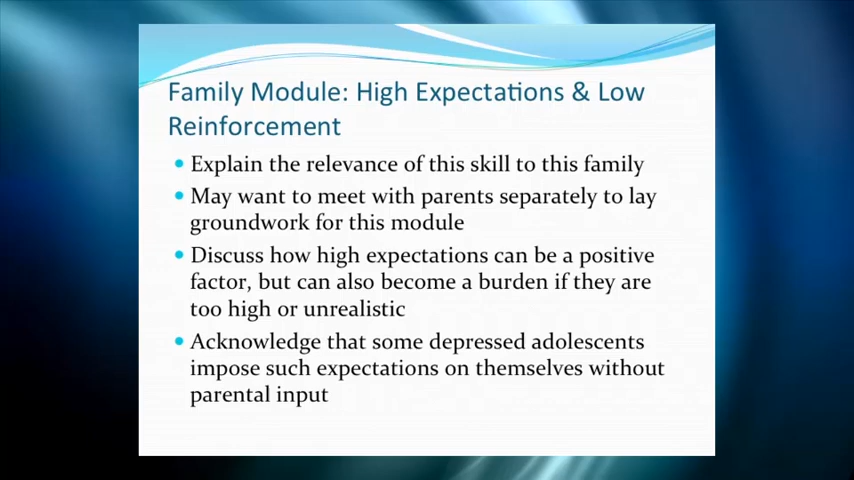 Family Module: High Expectations & Low
Reinforcement
• Explain the relevance of this skill to this family
• May want to meet with parents separately to lay
groundwork for this module
• Discuss how high expectations can be a positive
factor, but can also become a burden if they are
too high or unrealistic
• Acknowledge that some depressed adolescents
impose such expectations on themselves without
parental input